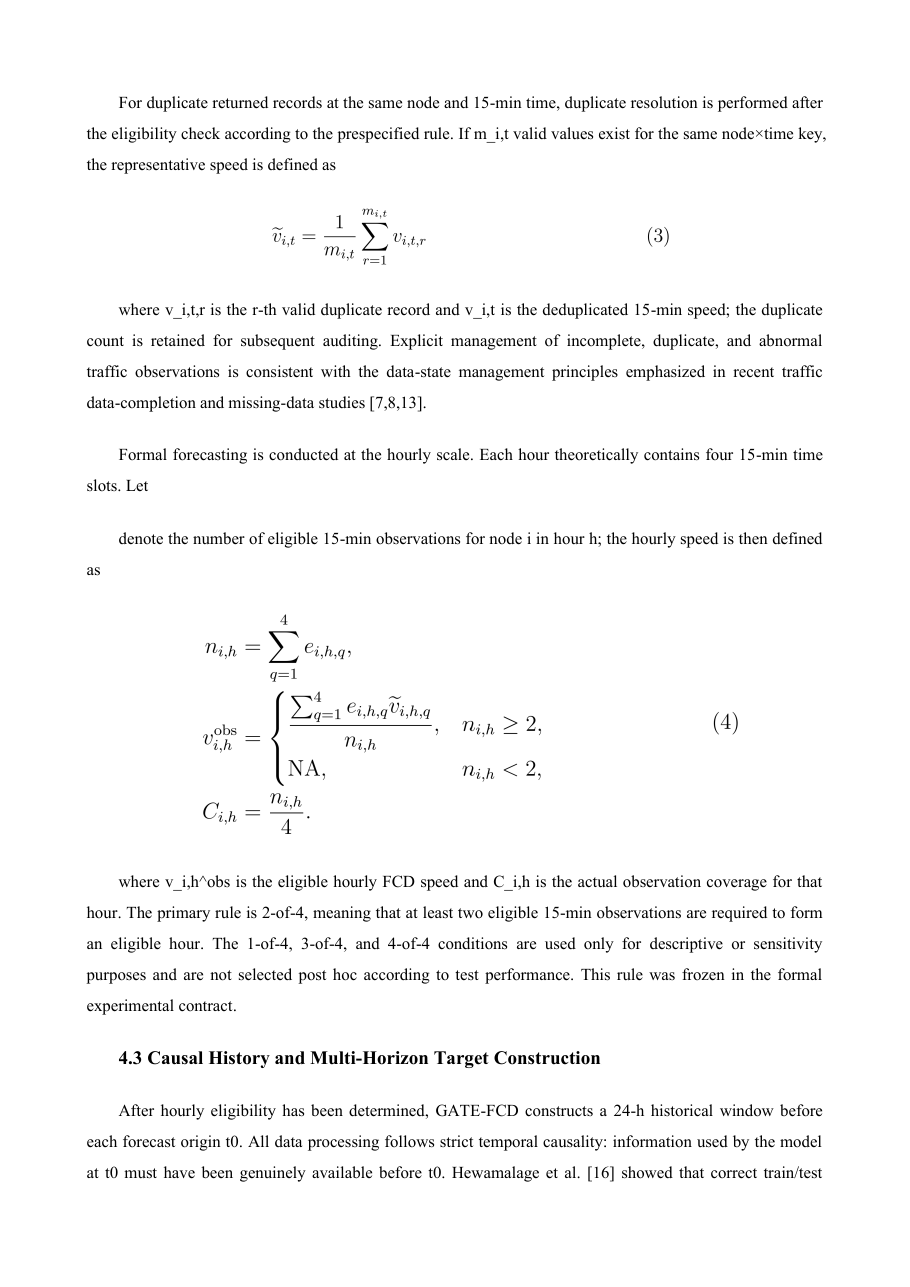 For duplicate returned records at the same node and 15-min time, duplicate resolution is performed after
the eligibility check according to the prespecified rule. If m_i,t valid values exist for the same node×time key,
the representative speed is defined as
ṽ_{i,t} = \frac{1}{m_{i,t}} \sum_{r=1}^{m_{i,t}} v_{i,t,r} (3)
where v_i,t,r is the r-th valid duplicate record and v_i,t is the deduplicated 15-min speed; the duplicate
count is retained for subsequent auditing. Explicit management of incomplete, duplicate, and abnormal
traffic observations is consistent with the data-state management principles emphasized in recent traffic
data-completion and missing-data studies [7,8,13].
Formal forecasting is conducted at the hourly scale. Each hour theoretically contains four 15-min time
slots. Let
denote the number of eligible 15-min observations for node i in hour h; the hourly speed is then defined
as
n_{i,h} = \sum_{q=1}^{4} e_{i,h,q},
v_{i,h}^{obs} = \begin{cases} \frac{\sum_{q=1}^{4} e_{i,h,q} ṽ_{i,h,q}}{n_{i,h}}, & n_{i,h} ≥ 2, \\ NA, & n_{i,h} < 2, \end{cases} (4)
C_{i,h} = \frac{n_{i,h}}{4}.
where v_i,h^obs is the eligible hourly FCD speed and C_i,h is the actual observation coverage for that
hour. The primary rule is 2-of-4, meaning that at least two eligible 15-min observations are required to form
an eligible hour. The 1-of-4, 3-of-4, and 4-of-4 conditions are used only for descriptive or sensitivity
purposes and are not selected post hoc according to test performance. This rule was frozen in the formal
experimental contract.
4.3 Causal History and Multi-Horizon Target Construction
After hourly eligibility has been determined, GATE-FCD constructs a 24-h historical window before
each forecast origin t0. All data processing follows strict temporal causality: information used by the model
at t0 must have been genuinely available before t0. Hewamalage et al. [16] showed that correct train/test